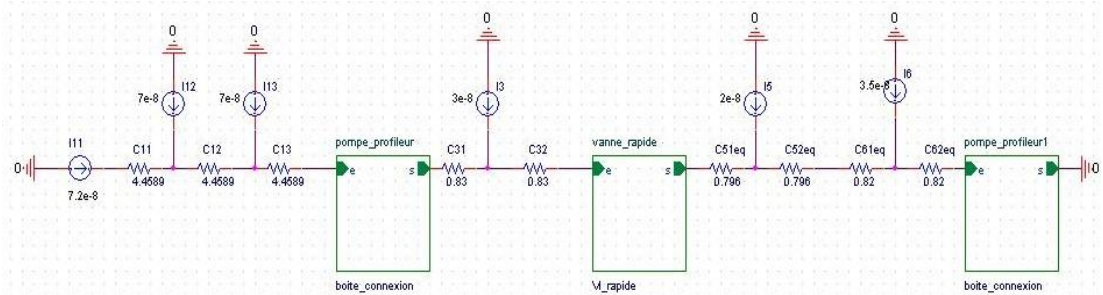 0
0
0
0
0
I12
I13
I3
I5
I6
7e-8
7e-8
3e-8
2e-8
3.5e-8
I11
C11
C12
C13
pompe_profileur
C31
C32
vanne_rapide
C51eq
C52eq
C61eq
C62eq
pompe_profileur1
0
e
s
e
s
e
s
0
7.2e-8
4.4589
4.4589
4.4589
0.83
0.83
0.796
0.796
0.82
0.82
boite_connexion
VI_rapide
boite_connexion